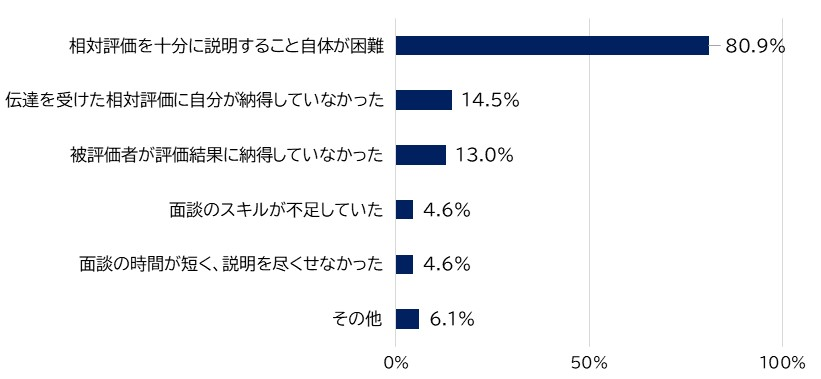 相対評価を十分に説明すること自体が困難 80.9%
伝達を受けた相対評価に自分が納得していなかった 14.5%
被評価者が評価結果に納得していなかった 13.0%
面談のスキルが不足していた 4.6%
面談の時間が短く、説明を尽くせなかった 4.6%
その他 6.1%
0% 50% 100%